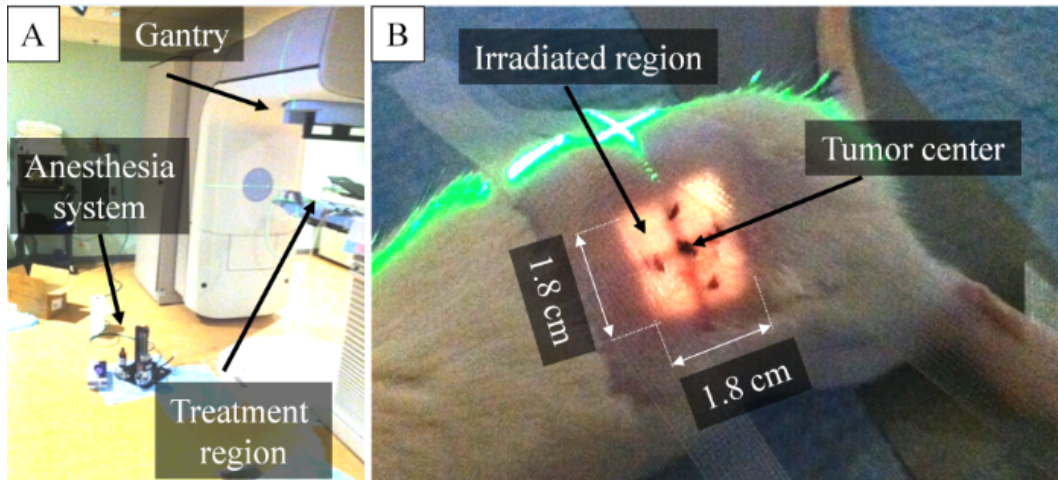 A
Gantry
Anesthesia
system
Treatment
region
B
Irradiated region
Tumor center
1.8 cm
1.8 cm